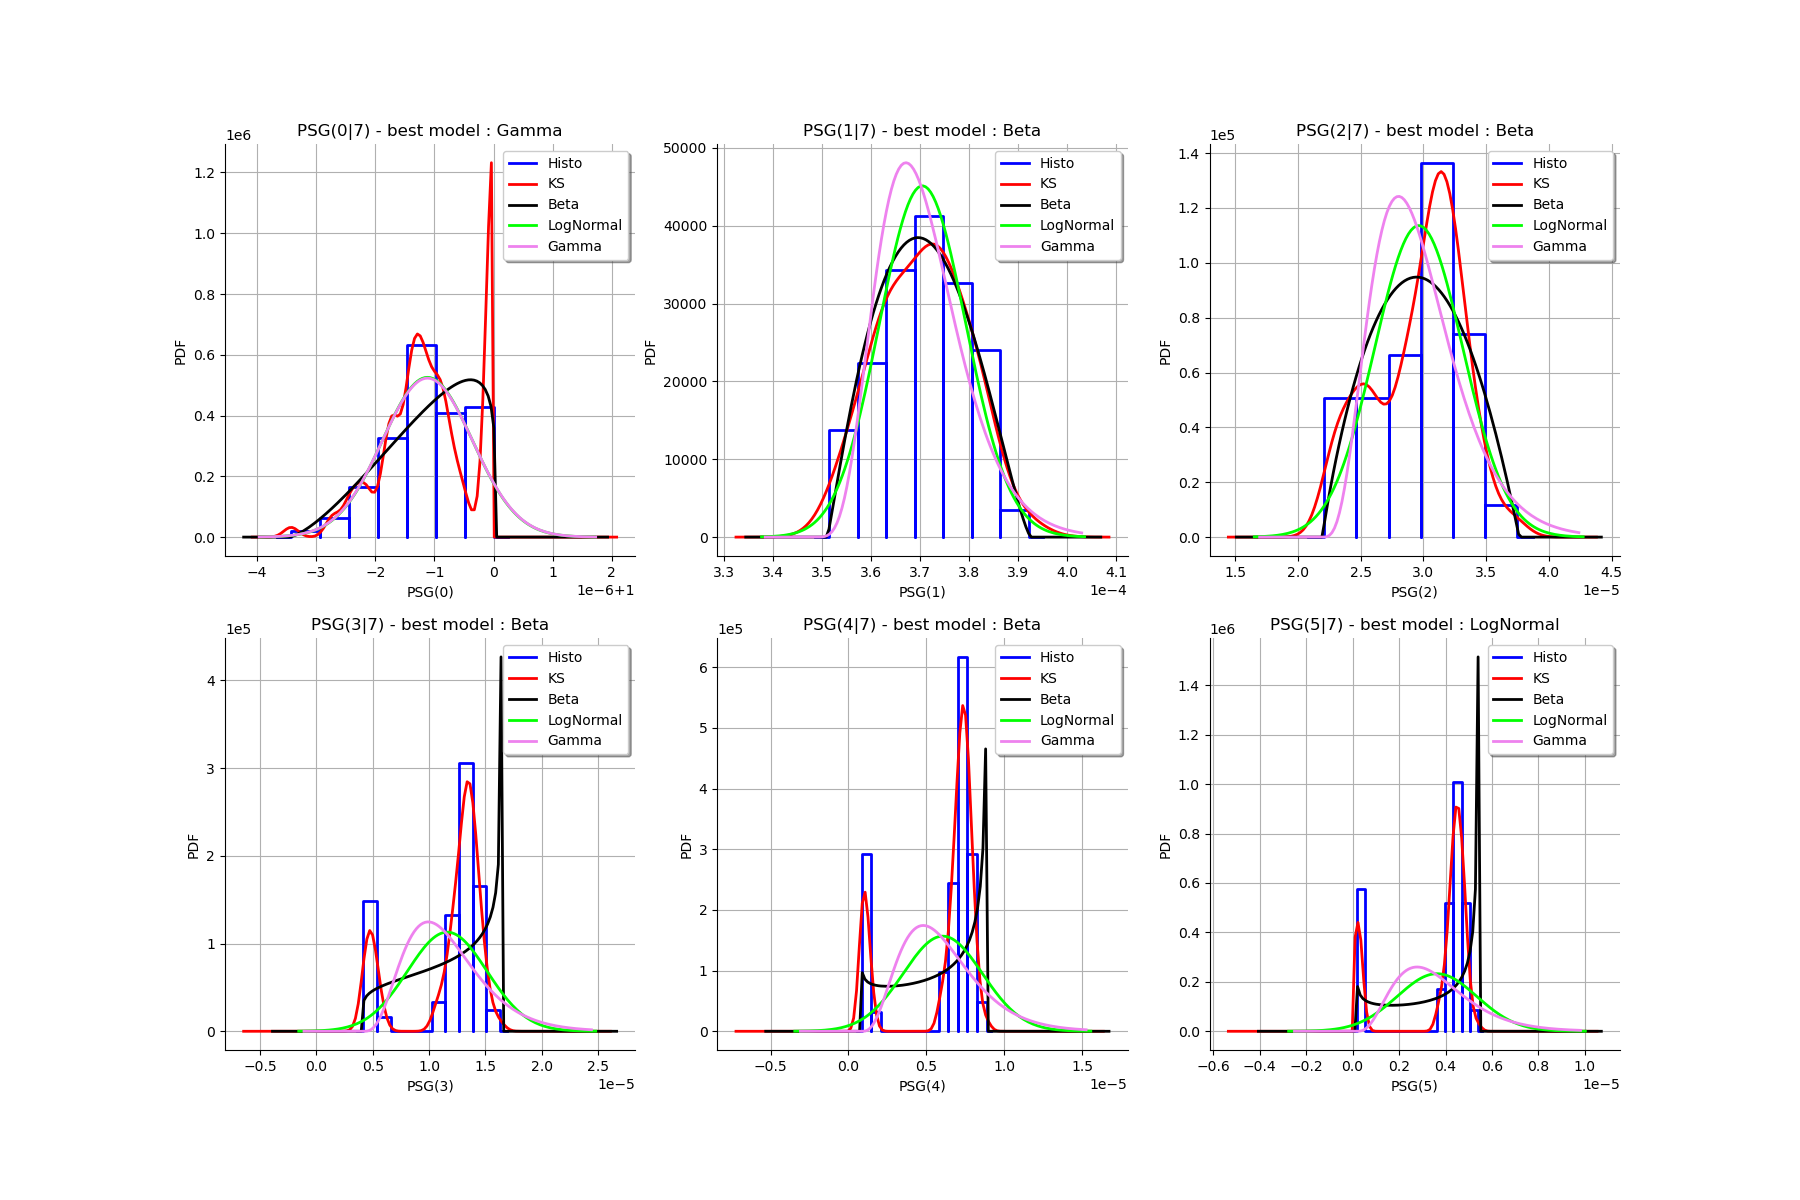 PSG(0|7) - best model : Gamma
1e6
PDF
1.2
1.0
0.8
0.6
0.4
0.2
0.0
Histo
KS
Beta
LogNormal
Gamma
−4 −3 −2 −1 0 1 2
PSG(0)
1e−6+1
PSG(1|7) - best model : Beta
PDF
50000
40000
30000
20000
10000
0
Histo
KS
Beta
LogNormal
Gamma
3.3 3.4 3.5 3.6 3.7 3.8 3.9 4.0 4.1
PSG(1)
1e−4
PSG(2|7) - best model : Beta
1e5
PDF
1.4
1.2
1.0
0.8
0.6
0.4
0.2
0.0
Histo
KS
Beta
LogNormal
Gamma
1.5 2.0 2.5 3.0 3.5 4.0 4.5
PSG(2)
1e−5
PSG(3|7) - best model : Beta
1e5
PDF
4
3
2
1
0
Histo
KS
Beta
LogNormal
Gamma
−0.5 0.0 0.5 1.0 1.5 2.0 2.5
PSG(3)
1e−5
PSG(4|7) - best model : Beta
1e5
PDF
6
5
4
3
2
1
0
Histo
KS
Beta
LogNormal
Gamma
−0.5 0.0 0.5 1.0 1.5
PSG(4)
1e−5
PSG(5|7) - best model : LogNormal
1e6
PDF
1.4
1.2
1.0
0.8
0.6
0.4
0.2
0.0
Histo
KS
Beta
LogNormal
Gamma
−0.6 −0.4 −0.2 0.0 0.2 0.4 0.6 0.8 1.0
PSG(5)
1e−5